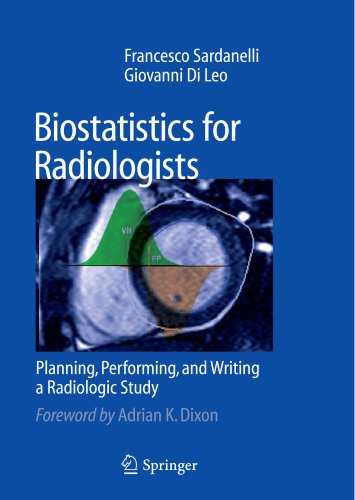 Francesco Sardanelli
Giovanni Di Leo
Biostatistics for
Radiologists
VN
FP
Planning, Performing, and Writing
a Radiologic Study
Foreword by Adrian K. Dixon
Springer